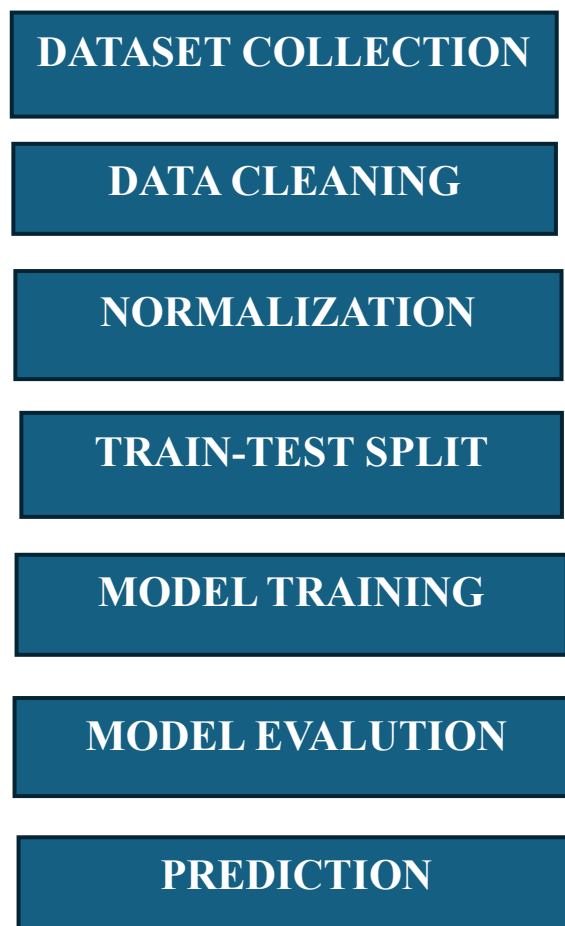 DATASET COLLECTION
DATA CLEANING
NORMALIZATION
TRAIN-TEST SPLIT
MODEL TRAINING
MODEL EVALUTION
PREDICTION